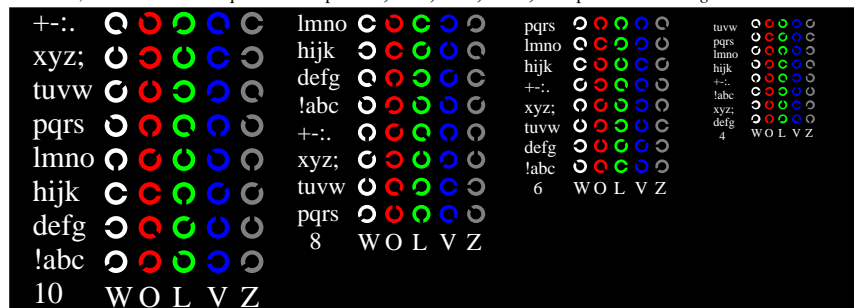 +-:.
xyz;
tuvw
pqrs
lmno
hijk
defg
!abc
10 W O L V Z
lmno
hijk
defg
!abc
+-:.
xyz;
tuvw
pqrs
8 W O L V Z
pqrs
lmno
hijk
+-:.
xyz;
tuvw
defg
!abc
6 W O L V Z
tuvw
pqrs
lmno
hijk
+-:.
!abc
xyz;
defg
4 W O L V Z